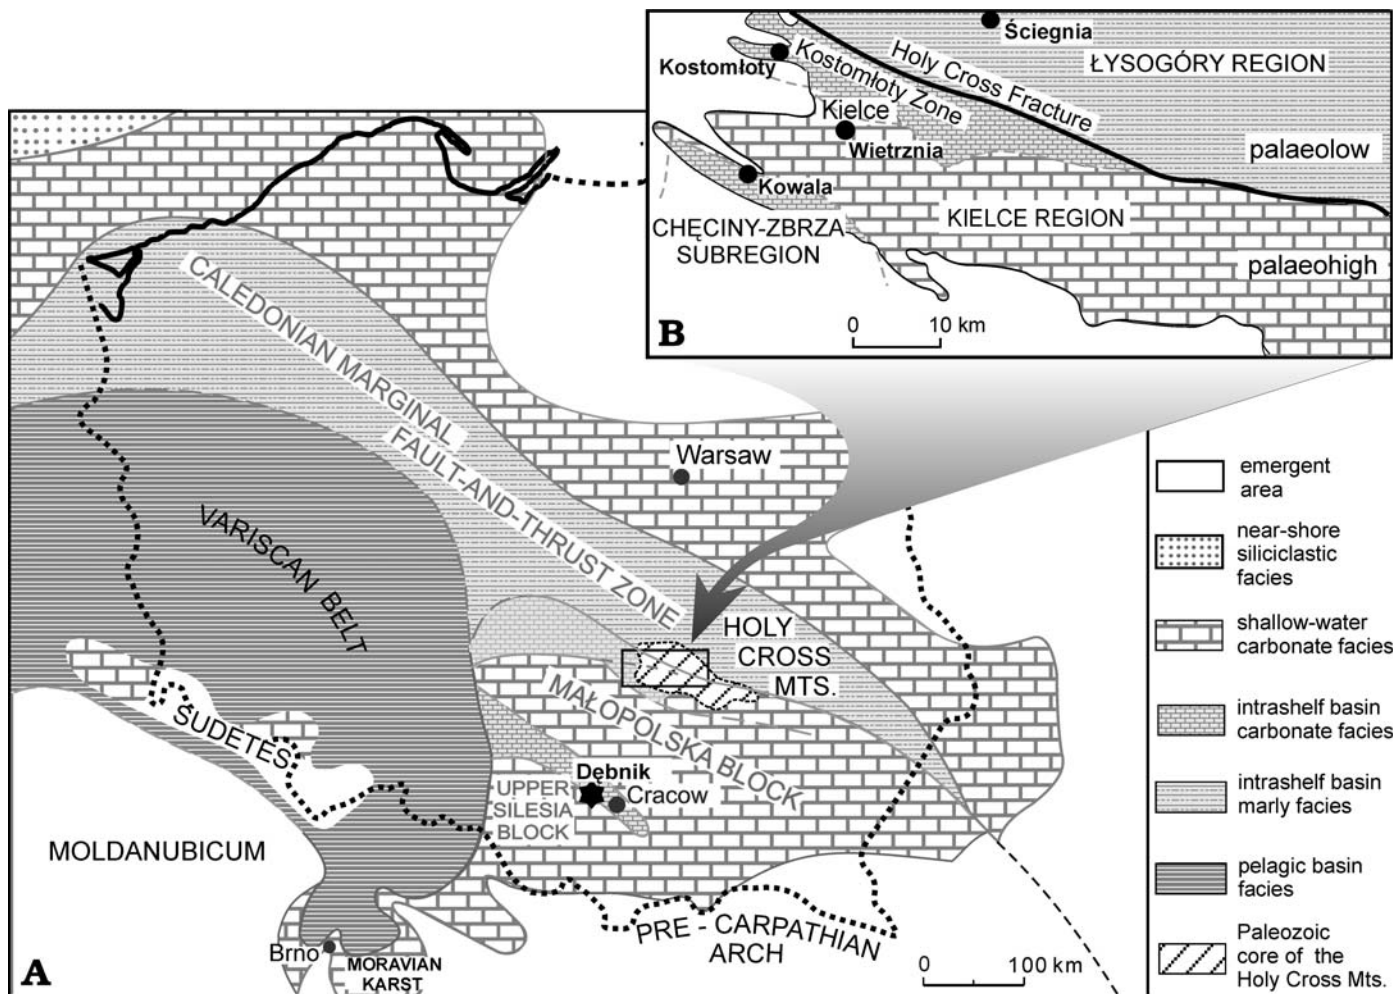 Ściegnia
Kostomłoty
Kostomłoty Zone
Holy Cross Fracture
ŁYSOGÓRY REGION
Kielce
Wietrznia
palaeolow
Kowala
KIELCE REGION
CHĘCINY-ZBRZA
SUBREGION
palaeohigh
B
0 10 km
CALEDONIAN MARGINAL
FAULT-AND-THRUST ZONE
Warsaw
VARISCAN BELT
HOLY
CROSS
MTS.
MAŁOPOLSKA BLOCK
SUDETES
Dębnik
Cracow
UPPER
SILESIA
BLOCK
MOLDANUBICUM
PRE - CARPATHIAN
ARCH
Brno
MORAVIAN
KARST
A
0 100 km
emergent
area
near-shore
siliciclastic
facies
shallow-water
carbonate facies
intrashelf basin
carbonate facies
intrashelf basin
marly facies
pelagic basin
facies
Paleozoic
core of the
Holy Cross Mts.